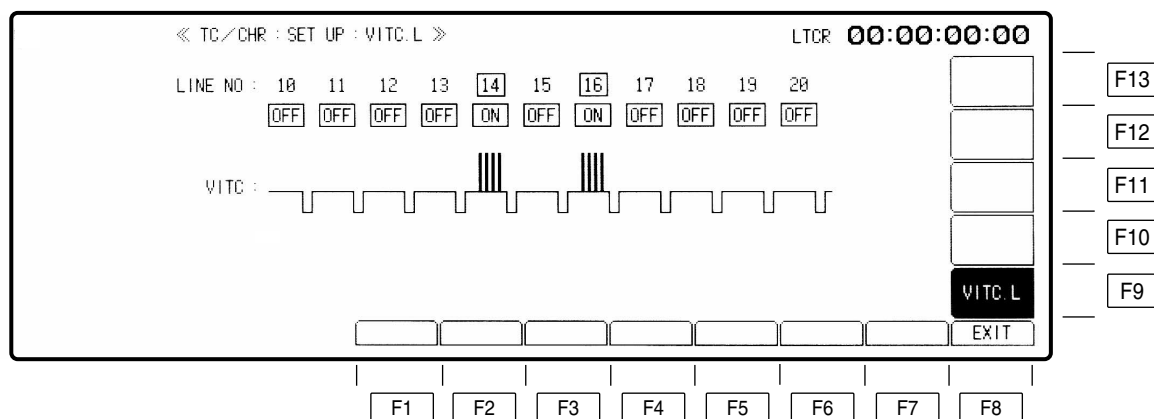 ≪ TC/CHR : SET UP : VITC.L ≫ LTCR 00:00:00:00
LINE NO : 10 11 12 13 14 15 16 17 18 19 20
OFF OFF OFF OFF ON OFF ON OFF OFF OFF OFF
VITC :
F13
F12
F11
F10
VITC.L F9
EXIT
F1 F2 F3 F4 F5 F6 F7 F8